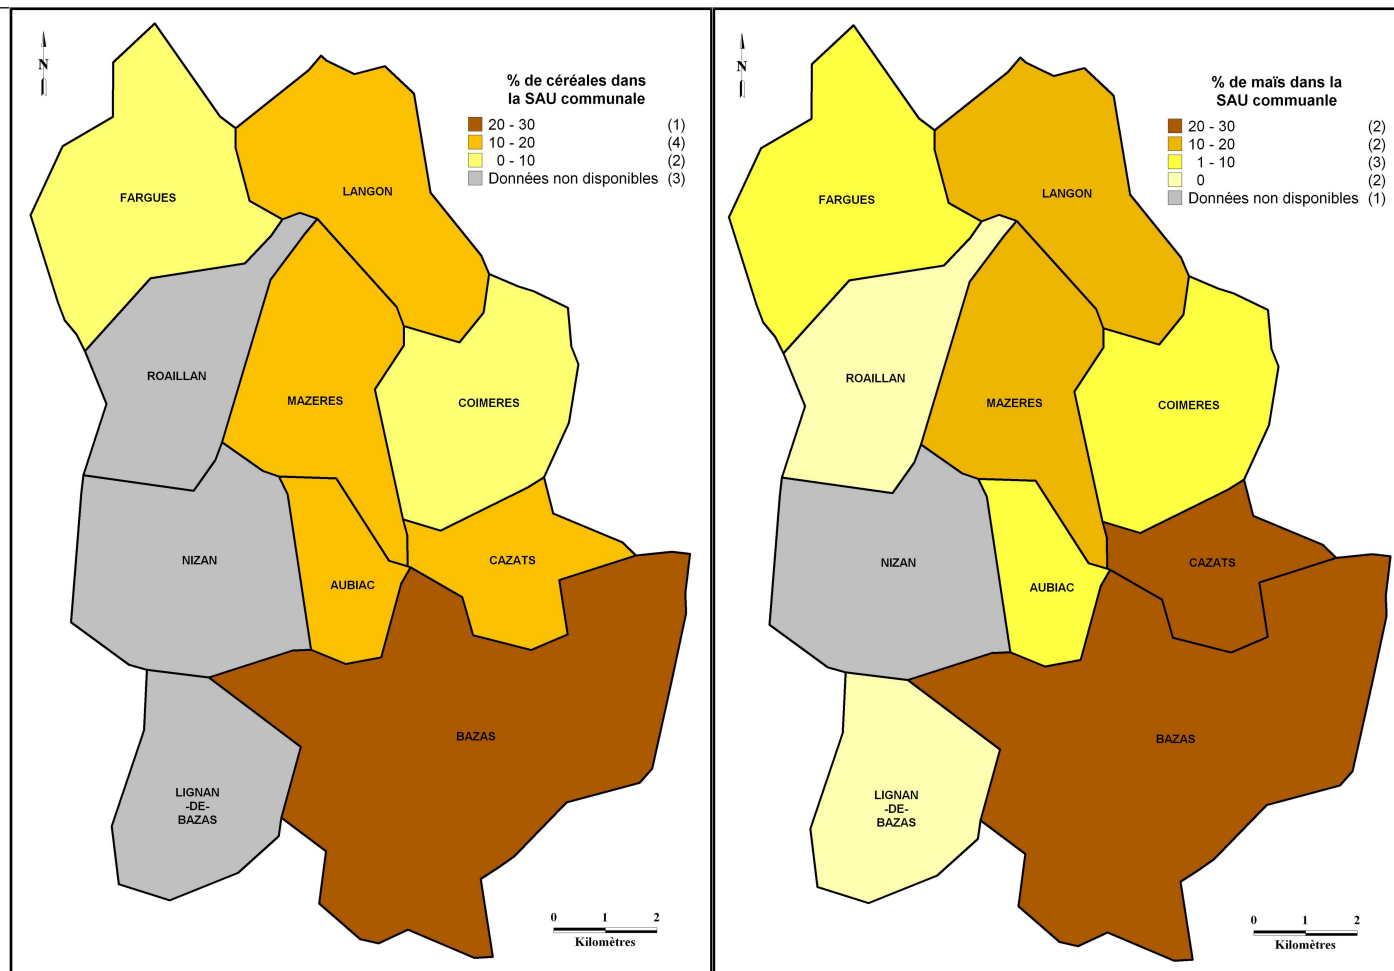 N
% de céréales dans
la SAU communale
20 - 30 (1)
10 - 20 (4)
0 - 10 (2)
Données non disponibles (3)
FARGUES
LANGON
ROAILLAN
MAZERES
COIMERES
NIZAN
AUBIAC
CAZATS
BAZAS
LIGNAN
-DE-
BAZAS
0 1 2
Kilomètres
N
% de maïs dans la
SAU commuanle
20 - 30 (2)
10 - 20 (2)
1 - 10 (3)
0 (2)
Données non disponibles (1)
FARGUES
LANGON
ROAILLAN
MAZERES
COIMERES
NIZAN
AUBIAC
CAZATS
BAZAS
LIGNAN
-DE-
BAZAS
0 1 2
Kilomètres